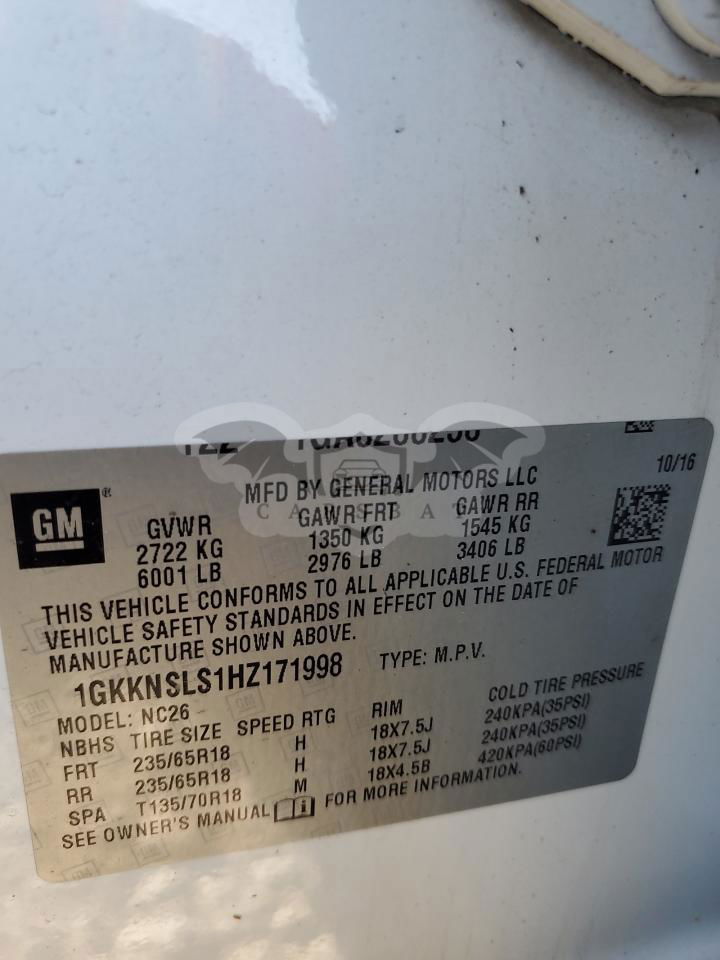 MFD BY GENERAL MOTORS LLC
10/16
GM ®
GVWR GAWR FRT GAWR RR
2722 KG 1350 KG 1545 KG
6001 LB 2976 LB 3406 LB
THIS VEHICLE CONFORMS TO ALL APPLICABLE U.S. FEDERAL MOTOR
VEHICLE SAFETY STANDARDS IN EFFECT ON THE DATE OF
MANUFACTURE SHOWN ABOVE.
1GKKNSLS1HZ171998 TYPE: M.P.V.
MODEL: NC26
NBHS TIRE SIZE SPEED RTG RIM COLD TIRE PRESSURE
FRT 235/65R18 H 18X7.5J 240KPA(35PSI)
RR 235/65R18 H 18X7.5J 240KPA(35PSI)
SPA T135/70R18 M 18X4.5B 420KPA(60PSI)
SEE OWNER'S MANUAL FOR MORE INFORMATION.